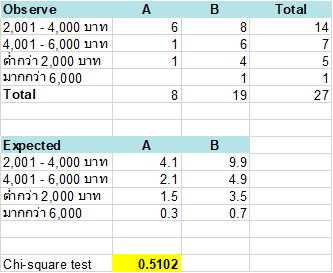 Observe A B Total
2,001 - 4,000 บาท 6 8 14
4,001 - 6,000 บาท 1 6 7
ต่ำกว่า 2,000 บาท 1 4 5
มากกว่า 6,000 1 1
Total 8 19 27
Expected A B
2,001 - 4,000 บาท 4.1 9.9
4,001 - 6,000 บาท 2.1 4.9
ต่ำกว่า 2,000 บาท 1.5 3.5
มากกว่า 6,000 0.3 0.7
Chi-square test 0.5102